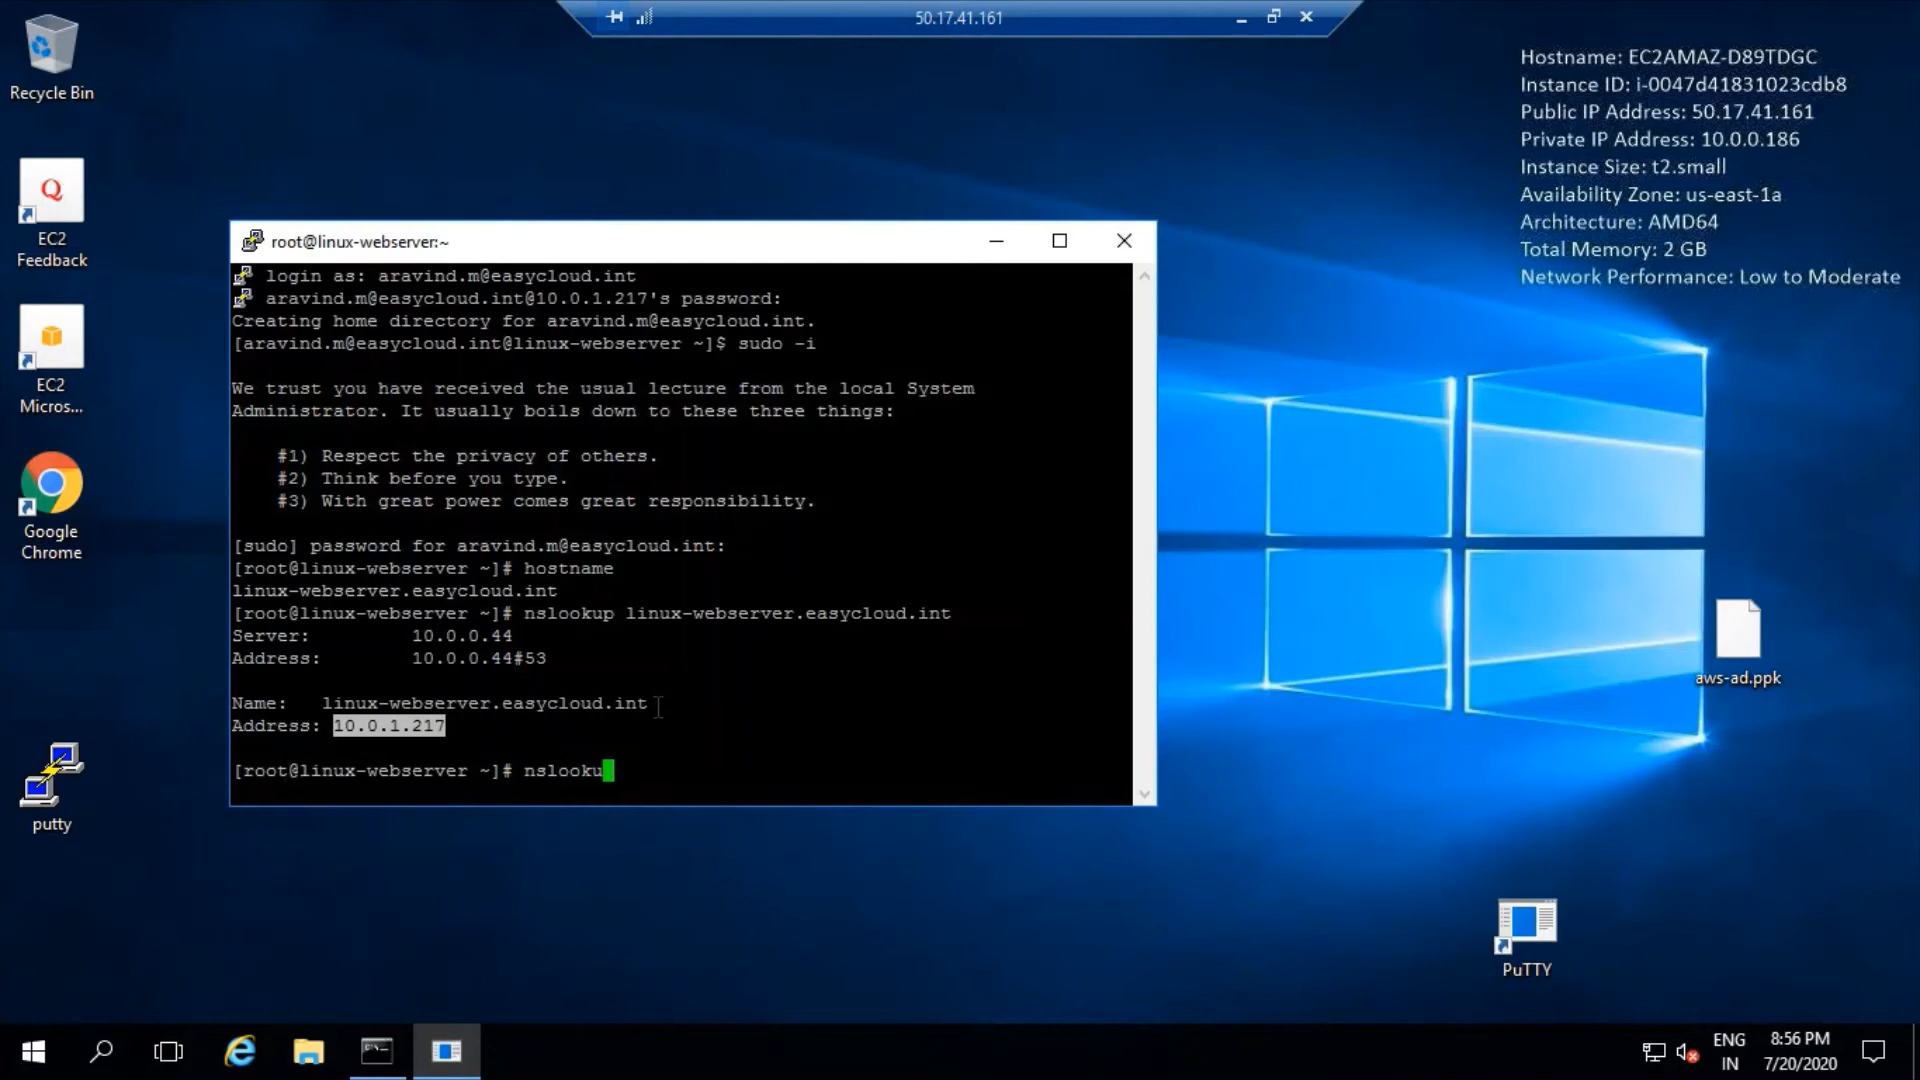 50.17.41.161
Hostname: EC2AMAZ-D89TDGC
Instance ID: i-0047d41831023cdb8
Public IP Address: 50.17.41.161
Private IP Address: 10.0.0.186
Instance Size: t2.small
Availability Zone: us-east-1a
Architecture: AMD64
Total Memory: 2 GB
Network Performance: Low to Moderate
Recycle Bin
EC2
Feedback
EC2
Micros...
Google
Chrome
putty
root@linux-webserver:~
login as: aravind.m@easycloud.int
aravind.m@easycloud.int@10.0.1.217's password:
Creating home directory for aravind.m@easycloud.int.
[aravind.m@easycloud.int@linux-webserver ~]$ sudo -i
We trust you have received the usual lecture from the local System
Administrator. It usually boils down to these three things:
#1) Respect the privacy of others.
#2) Think before you type.
#3) With great power comes great responsibility.
[sudo] password for aravind.m@easycloud.int:
[root@linux-webserver ~]# hostname
linux-webserver.easycloud.int
[root@linux-webserver ~]# nslookup linux-webserver.easycloud.int
Server: 10.0.0.44
Address: 10.0.0.44#53
Name: linux-webserver.easycloud.int
Address: 10.0.1.217
[root@linux-webserver ~]# nslooku
aws-ad.ppk
PuTTY
ENG
IN
8:56 PM
7/20/2020